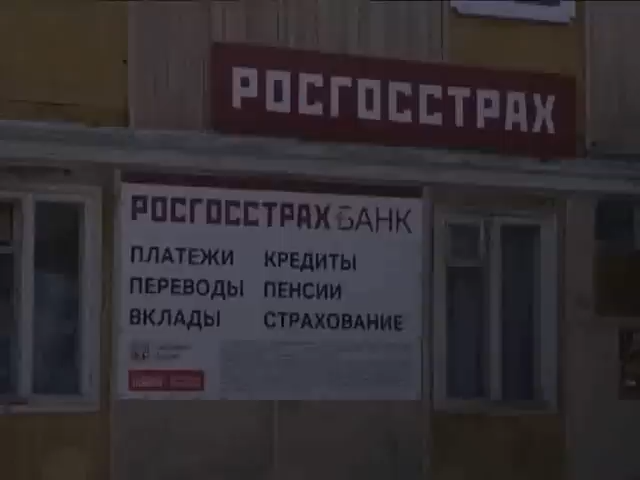 РОСГОССТРАХ
РОСГОССТРАХ БАНК
ПЛАТЕЖИ КРЕДИТЫ
ПЕРЕВОДЫ ПЕНСИИ
ВКЛАДЫ СТРАХОВАНИЕ